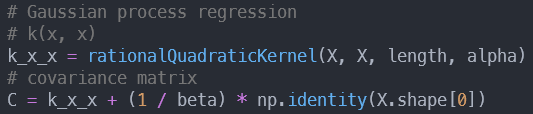 # Gaussian process regression
# k(x, x)
k_x_x = rationalQuadraticKernel(X, X, length, alpha)
# covariance matrix
C = k_x_x + (1 / beta) * np.identity(X.shape[0])